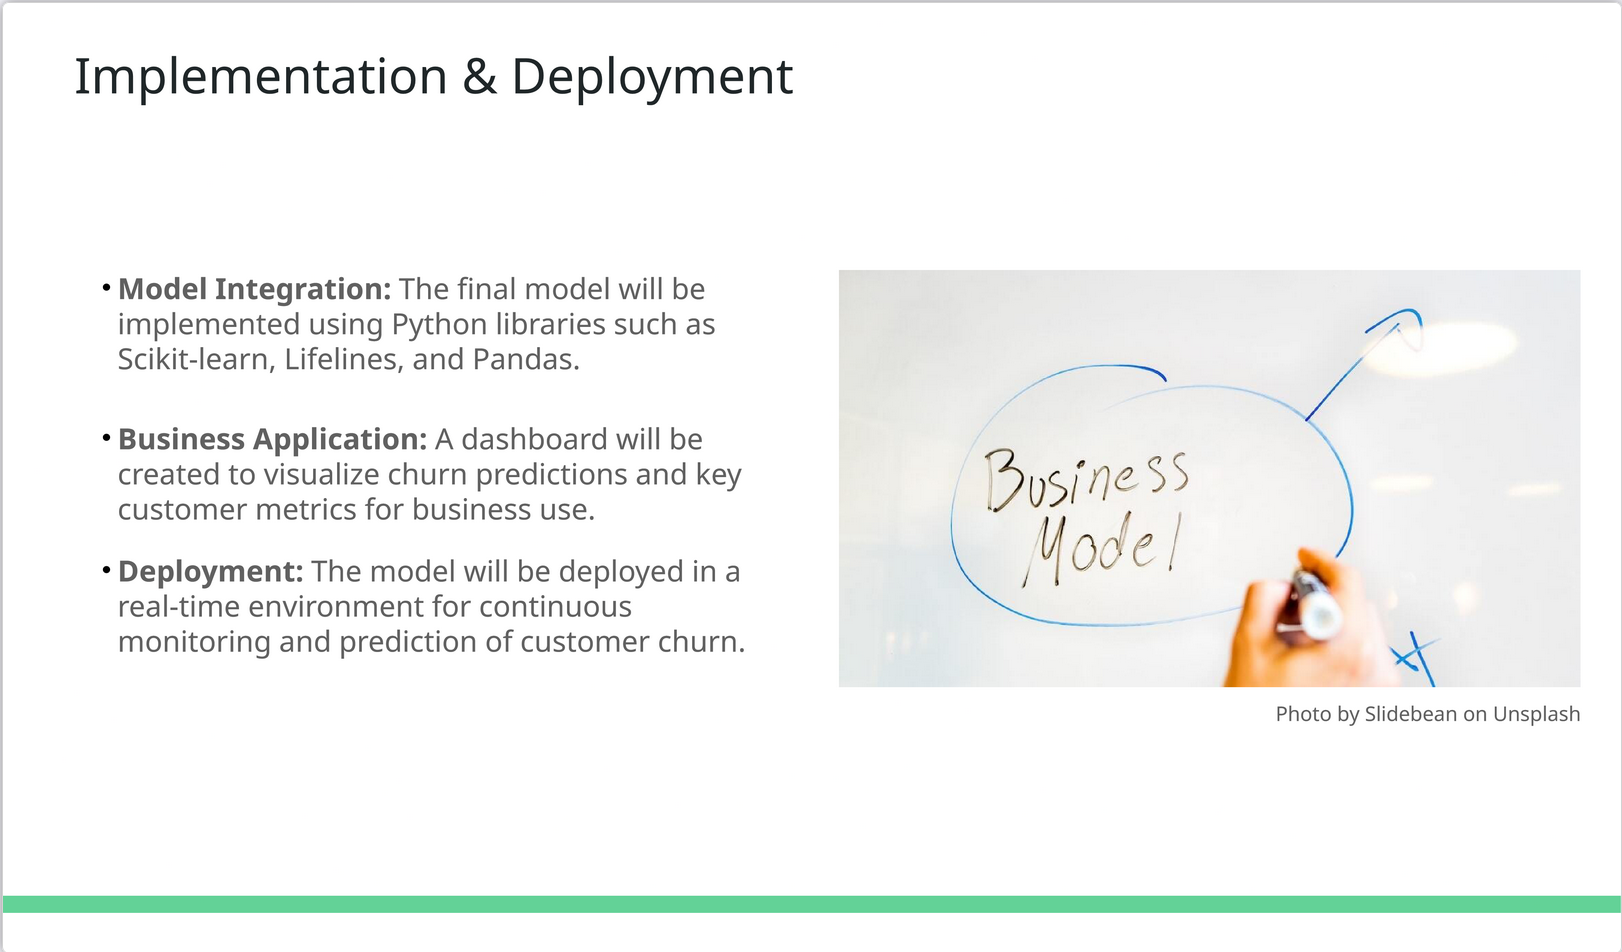 Implementation & Deployment
• Model Integration: The final model will be
implemented using Python libraries such as
Scikit-learn, Lifelines, and Pandas.
• Business Application: A dashboard will be
created to visualize churn predictions and key
customer metrics for business use.
• Deployment: The model will be deployed in a
real-time environment for continuous
monitoring and prediction of customer churn.
Business
Model
Photo by Slidebean on Unsplash